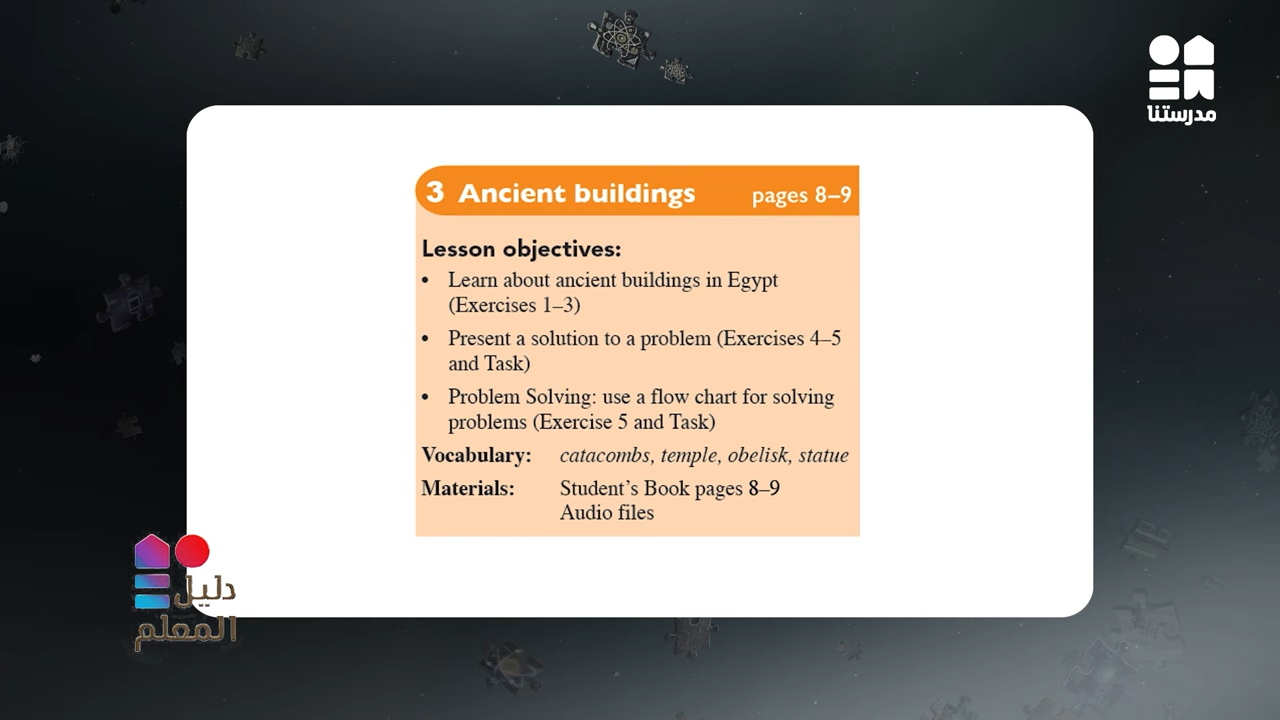 مدرستنا
3 Ancient buildings pages 8–9
Lesson objectives:
• Learn about ancient buildings in Egypt
(Exercises 1–3)
• Present a solution to a problem (Exercises 4–5
and Task)
• Problem Solving: use a flow chart for solving
problems (Exercise 5 and Task)
Vocabulary: catacombs, temple, obelisk, statue
Materials: Student's Book pages 8–9
Audio files
دليل
المعلم